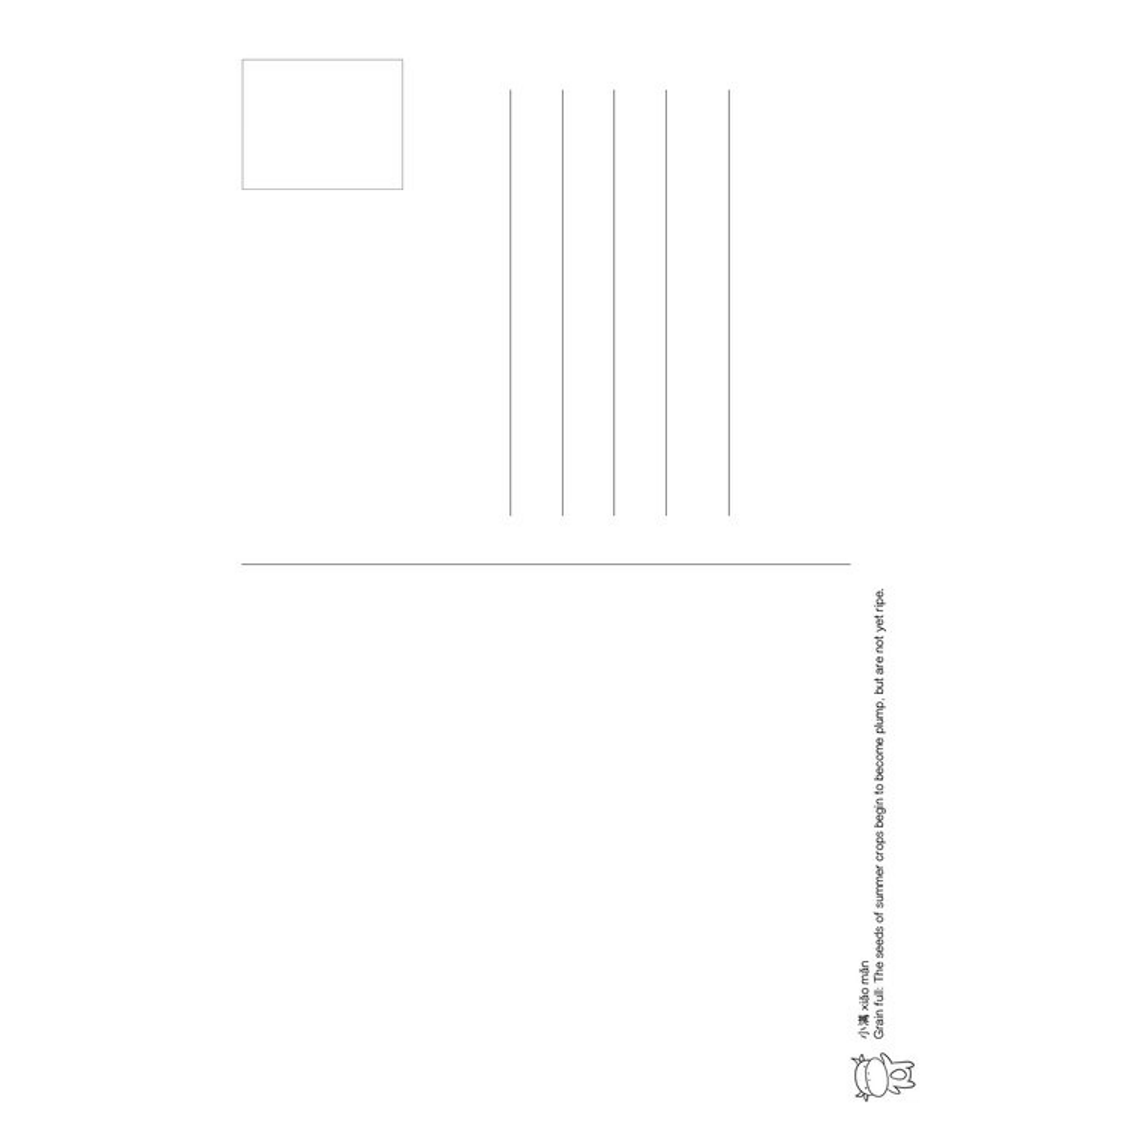 小满 xiǎo mǎn
Grain full: The seeds of summer crops begin to become plump, but are not yet ripe.